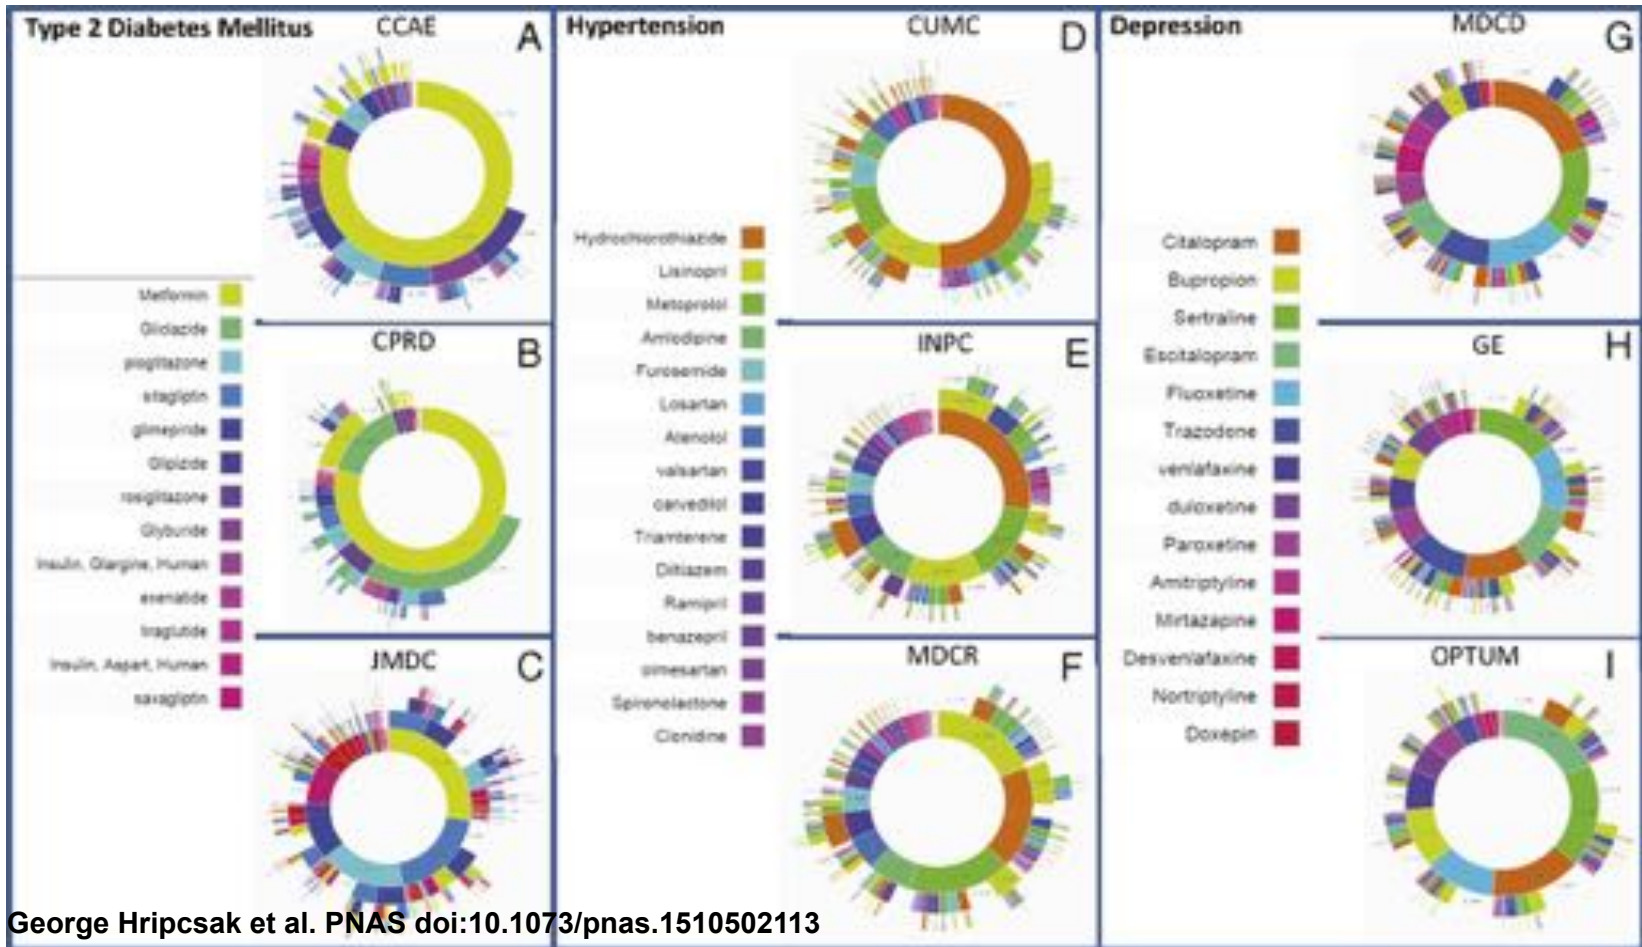 Type 2 Diabetes Mellitus
CCAE
A
Metformin
Gliclazide
pioglitazone
sitagliptin
glimepiride
Glipizide
rosiglitazone
Glyburide
Insulin, Glargine, Human
exenatide
liraglutide
Insulin, Aspart, Human
saxagliptin
CPRD
B
JMDC
C
Hypertension
CUMC
D
Hydrochlorothiazide
Lisinopril
Metoprolol
Amlodipine
Furosemide
Losartan
Atenolol
valsartan
carvedilol
Triamterene
Diltiazem
Ramipril
benazepril
olmesartan
Spironolactone
Clonidine
INPC
E
MDCR
F
Depression
MDCD
G
Citalopram
Bupropion
Sertraline
Escitalopram
Fluoxetine
Trazodone
venlafaxine
duloxetine
Paroxetine
Amitriptyline
Mirtazapine
Desvenlafaxine
Nortriptyline
Doxepin
GE
H
OPTUM
I
George Hripcsak et al. PNAS doi:10.1073/pnas.1510502113